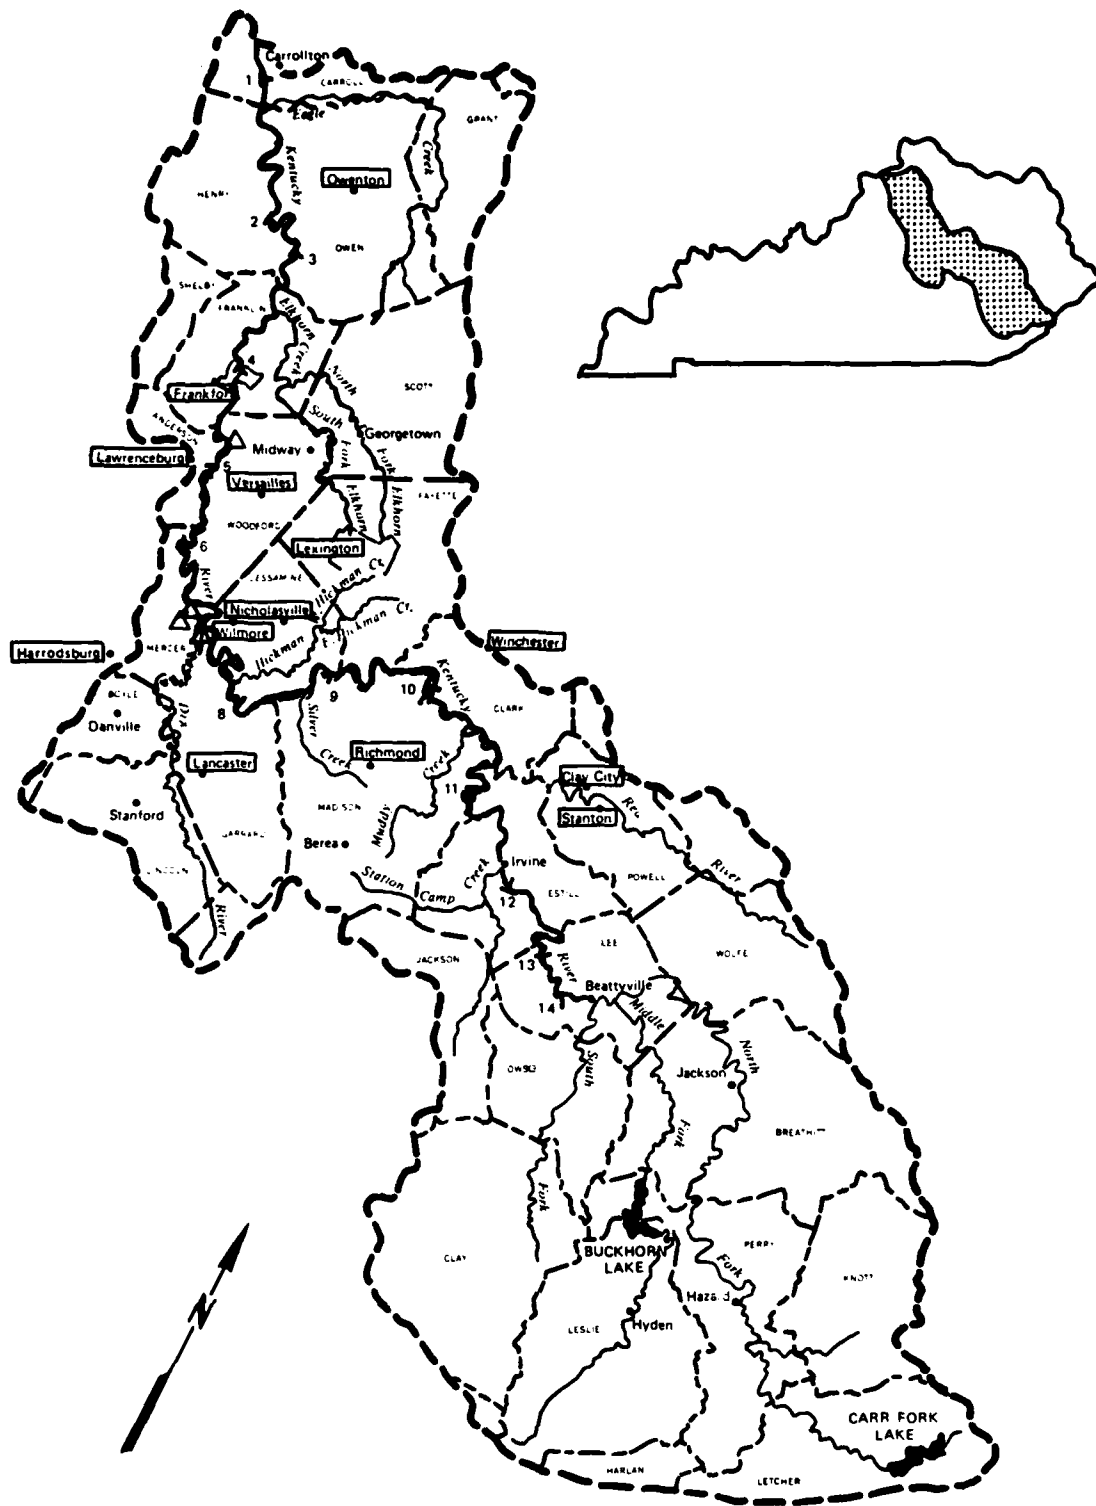 Carrollton
1
CARROLL
Eagle
GRANT
Creek
Kentucky
Owenton
HENRY
2
OWEN
3
SHELBY
FRANKLIN
Elkhorn Creek
4
North
SCOTT
Frankfort
ANDERSON
South
Georgetown
Midway
Fork
Fork
Lawrenceburg
5
Versailles
Elkhorn
Elkhorn
FAYETTE
WOODFORD
6
Lexington
River
JESSAMINE
Hickman Cr.
Nicholasville
Wilmore
Hickman
E. Hickman Cr.
Winchester
Harrodsburg
MERCER
BOYLE
Danville
Dix
8
9
10
Kentucky
CLARK
Silver
Creek
Lancaster
Richmond
Creek
Clay City
11
Red
Stanton
Stanford
MADISON
Muddy
GARRARD
Berea
River
Irvine
LINCOLN
Station
Camp
Creek
POWELL
12
ESTILL
River
LEE
WOLFE
JACKSON
13
River
Beattyville
14
Middle
South
North
OWSLEY
Jackson
Fork
BREATHITT
Fork
BUCKHORN
LAKE
PERRY
CLAY
Fork
KNOTT
Hazard
LESLIE
Hyden
N
CARR FORK
LAKE
HARLAN
LETCHER